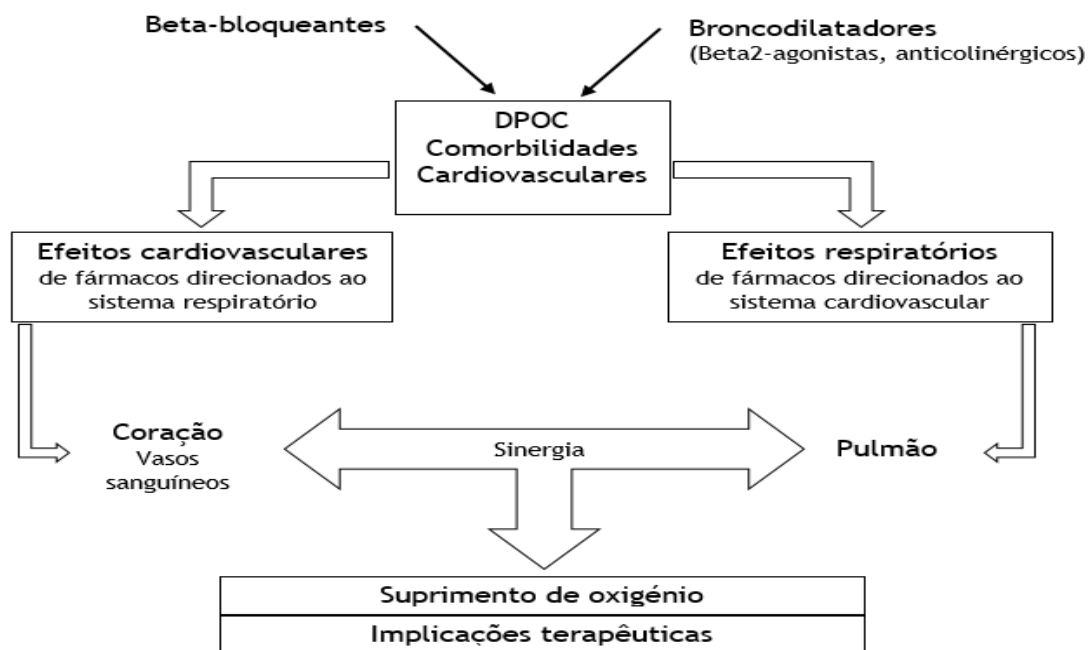 Beta-bloqueantes
Broncodilatadores
(Beta2-agonistas, anticolinérgicos)
DPOC
Comorbilidades
Cardiovasculares
Efeitos cardiovasculares
de fármacos direcionados ao
sistema respiratório
Efeitos respiratórios
de fármacos direcionados ao
sistema cardiovascular
Coração
Vasos
sanguíneos
Sinergia
Pulmão
Suprimento de oxigénio
Implicações terapêuticas